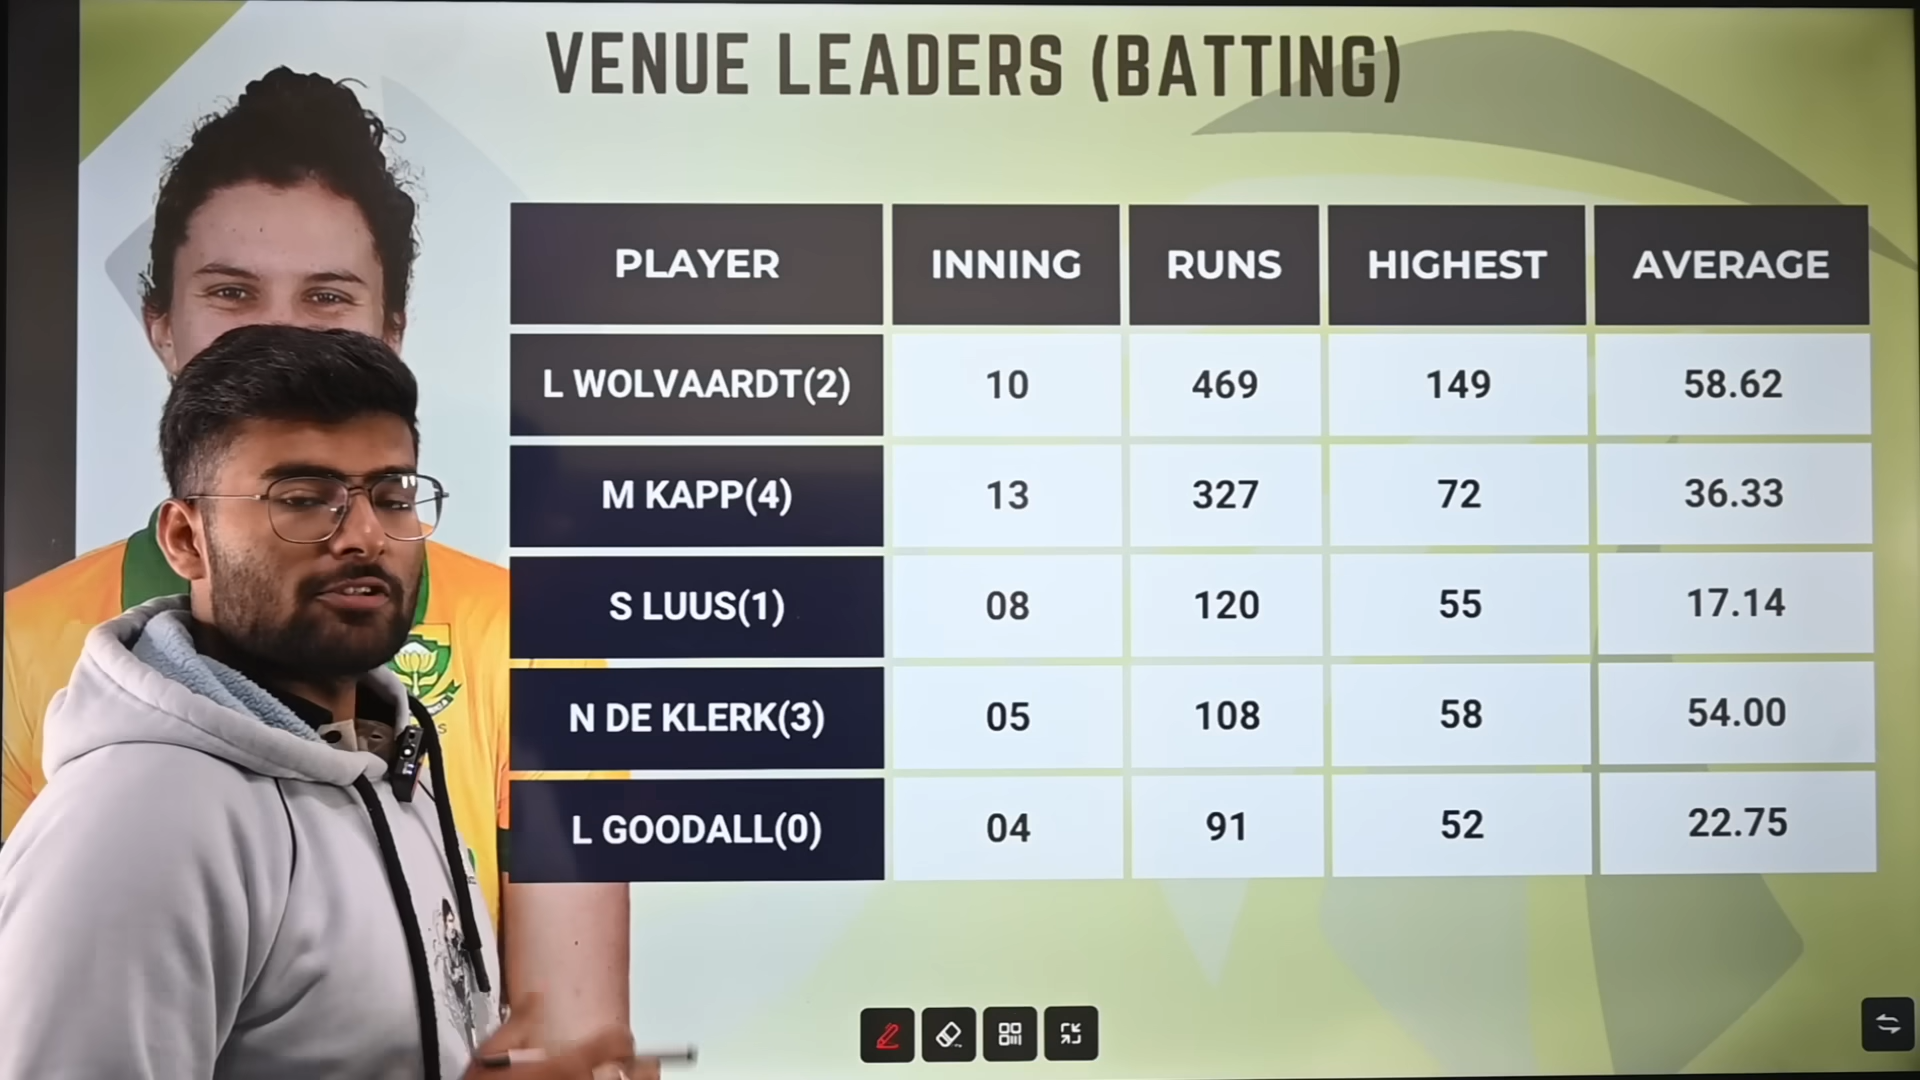 VENUE LEADERS (BATTING)
PLAYER INNING RUNS HIGHEST AVERAGE
L WOLVAARDT(2) 10 469 149 58.62
M KAPP(4) 13 327 72 36.33
S LUUS(1) 08 120 55 17.14
N DE KLERK(3) 05 108 58 54.00
L GOODALL(0) 04 91 52 22.75